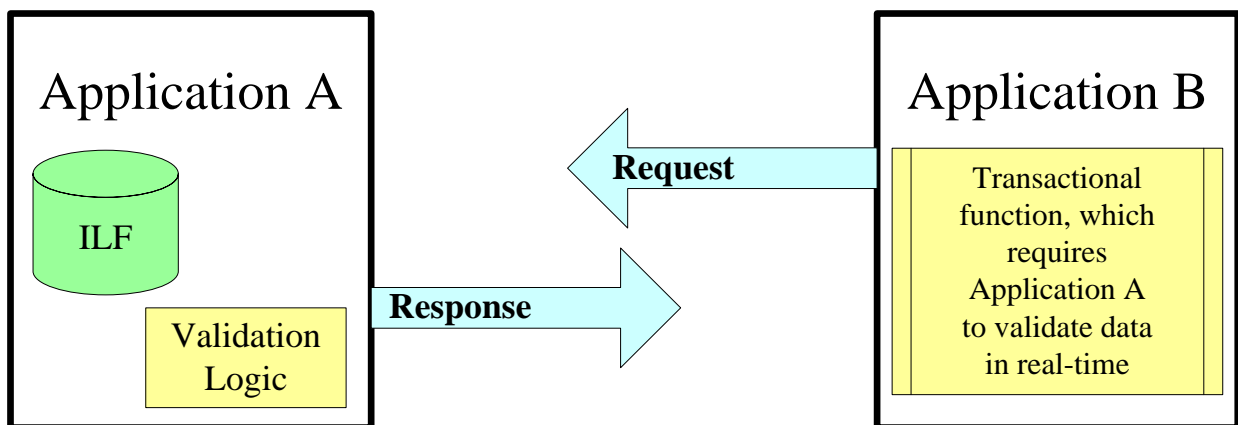 Application A
ILF
Validation
Logic
Request
Response
Application B
Transactional
function, which
requires
Application A
to validate data
in real-time